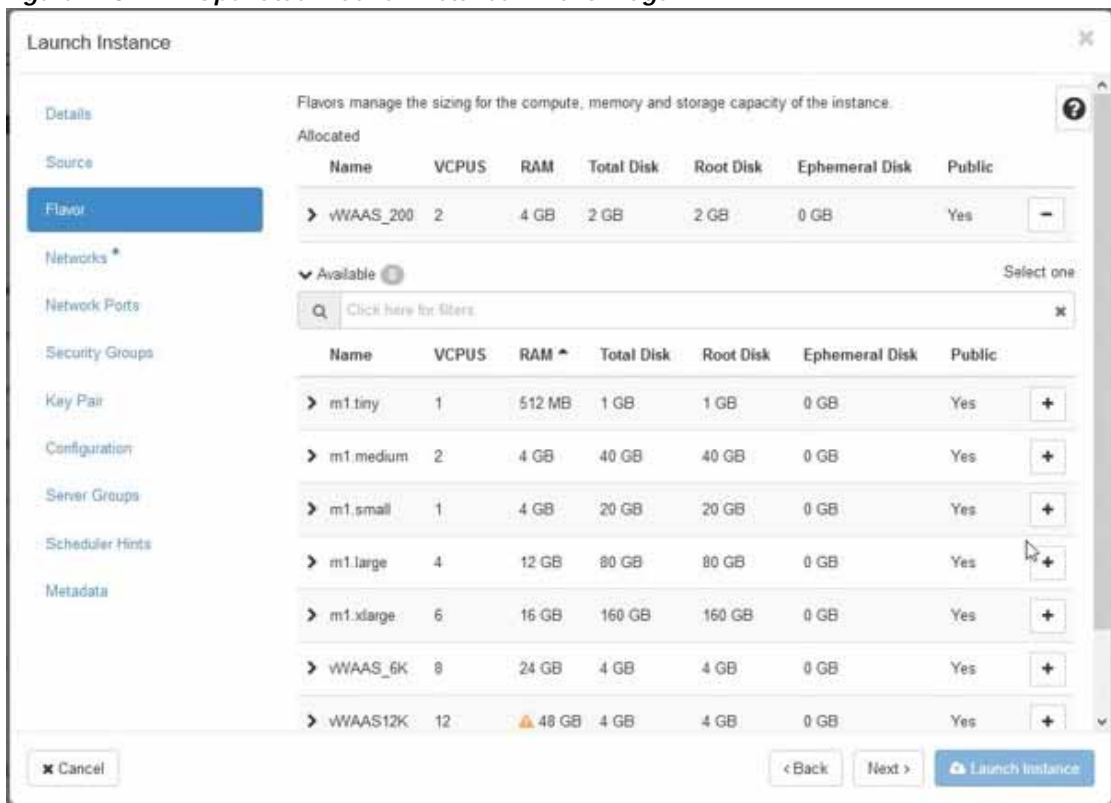 Launch Instance
Details
Source
Flavor
Networks *
Network Ports
Security Groups
Key Pair
Configuration
Server Groups
Scheduler Hints
Metadata
Flavors manage the sizing for the compute, memory and storage capacity of the instance.
Allocated
Name VCPUS RAM Total Disk Root Disk Ephemeral Disk Public
vWAAS_200 2 4 GB 2 GB 2 GB 0 GB Yes
Available
Select one
Click here for filters.
Name VCPUS RAM Total Disk Root Disk Ephemeral Disk Public
m1.tiny 1 512 MB 1 GB 1 GB 0 GB Yes
m1.medium 2 4 GB 40 GB 40 GB 0 GB Yes
m1.small 1 4 GB 20 GB 20 GB 0 GB Yes
m1.large 4 12 GB 80 GB 80 GB 0 GB Yes
m1.xlarge 6 16 GB 160 GB 160 GB 0 GB Yes
vWAAS_6K 8 24 GB 4 GB 4 GB 0 GB Yes
vWAAS12K 12 48 GB 4 GB 4 GB 0 GB Yes
Cancel
< Back
Next >
Launch Instance